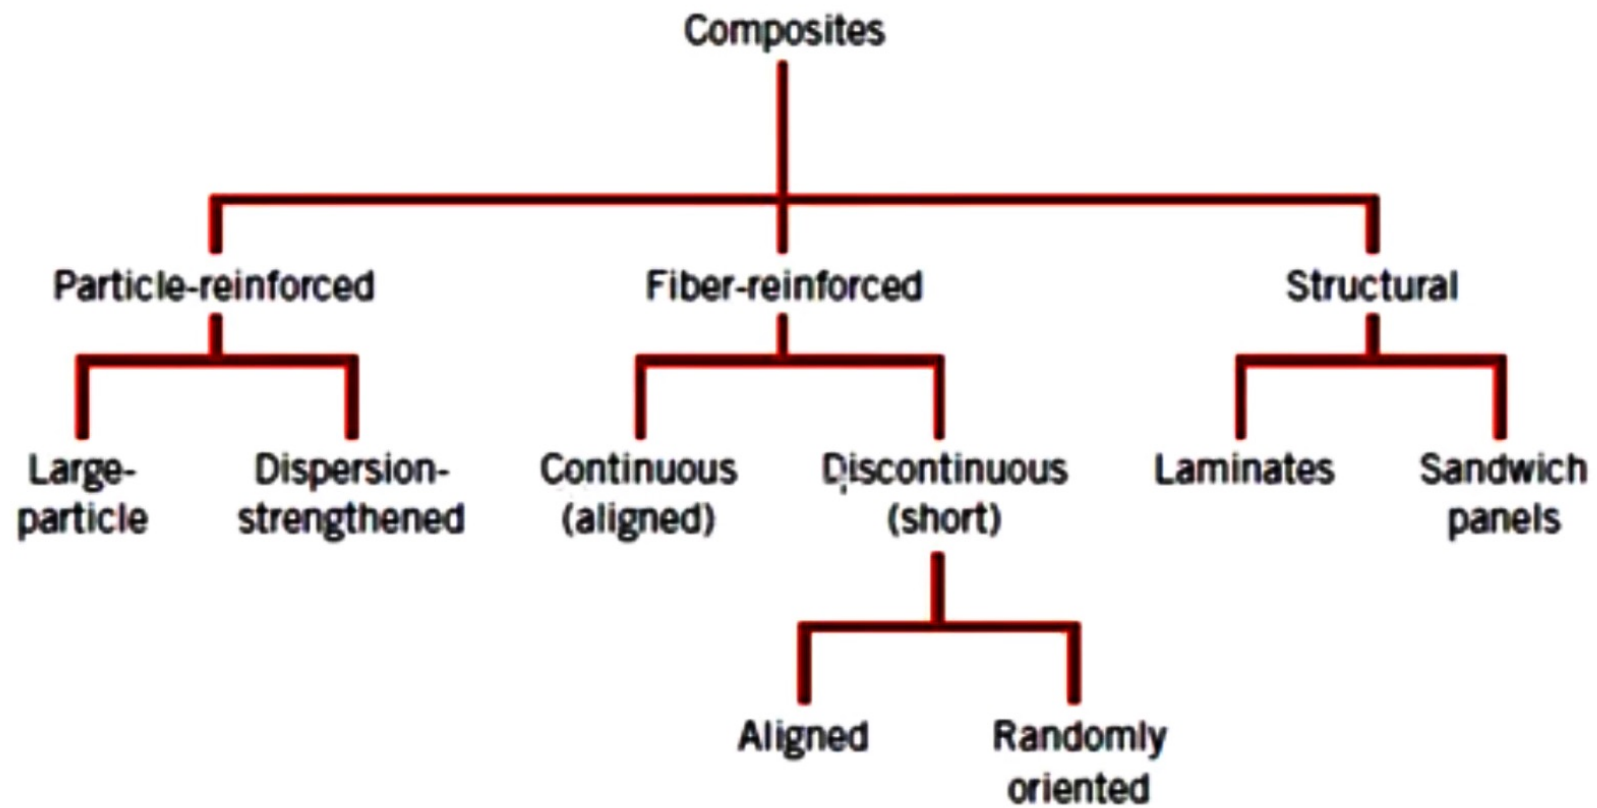 Composites
Particle-reinforced
Fiber-reinforced
Structural
Large-
particle
Dispersion-
strengthened
Continuous
(aligned)
Discontinuous
(short)
Laminates
Sandwich
panels
Aligned
Randomly
oriented